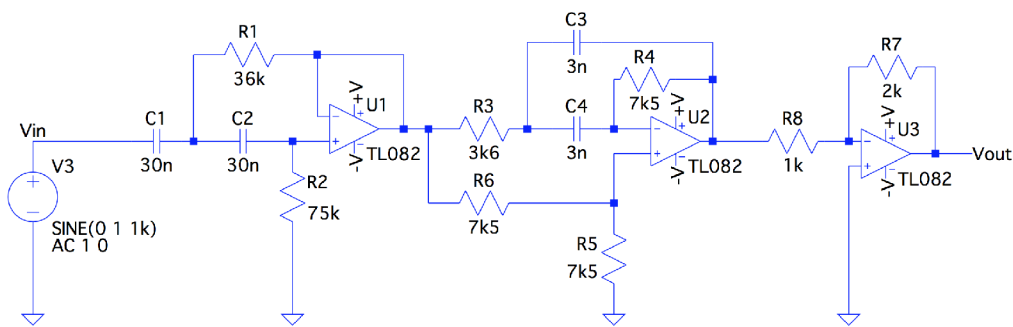 R1
36k
C1
30n
C2
30n
Vin
V3
SINE(0 1 1k)
AC 1 0
R2
75k
V+
U1
TL082
V-
R3
3k6
R6
7k5
C3
3n
C4
3n
R4
7k5
V+
U2
TL082
V-
R5
7k5
R8
1k
R7
2k
V+
U3
TL082
V-
Vout